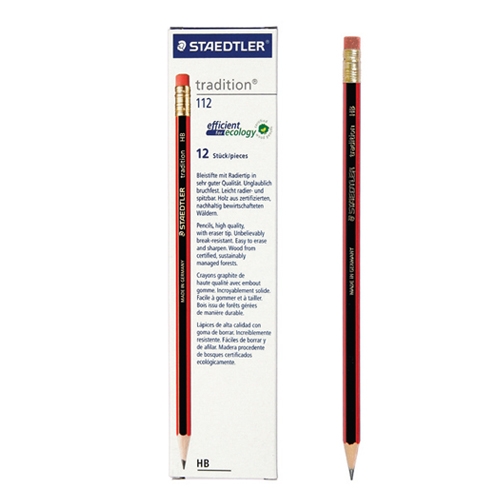 STAEDTLER
tradition®
112
efficient
for ecology
12 Stück/pieces
Bleistifte mit Radiertip in
sehr guter Qualität. Unglaublich
bruchfest. Leicht radier- und
spitzbar. Holz aus zertifizierten,
nachhaltig bewirtschafteten
Wäldern.
Pencils, high quality,
with eraser tip. Unbelievably
break-resistant. Easy to erase
and sharpen. Wood from
certified, sustainably
managed forests.
Crayons graphite de
haute qualité avec embout
gomme. Incroyablement solide.
Facile à gommer et à tailler.
Bois issu de forêts gérées
de manière durable.
Lápices de alta calidad con
goma de borrar. Increíblemente
resistente. Fáciles de borrar y
de afilar. Madera procedente
de bosques certificados
ecológicamente.
HB
MADE IN GERMANY STAEDTLER tradition HB
MADE IN GERMANY STAEDTLER tradition HB